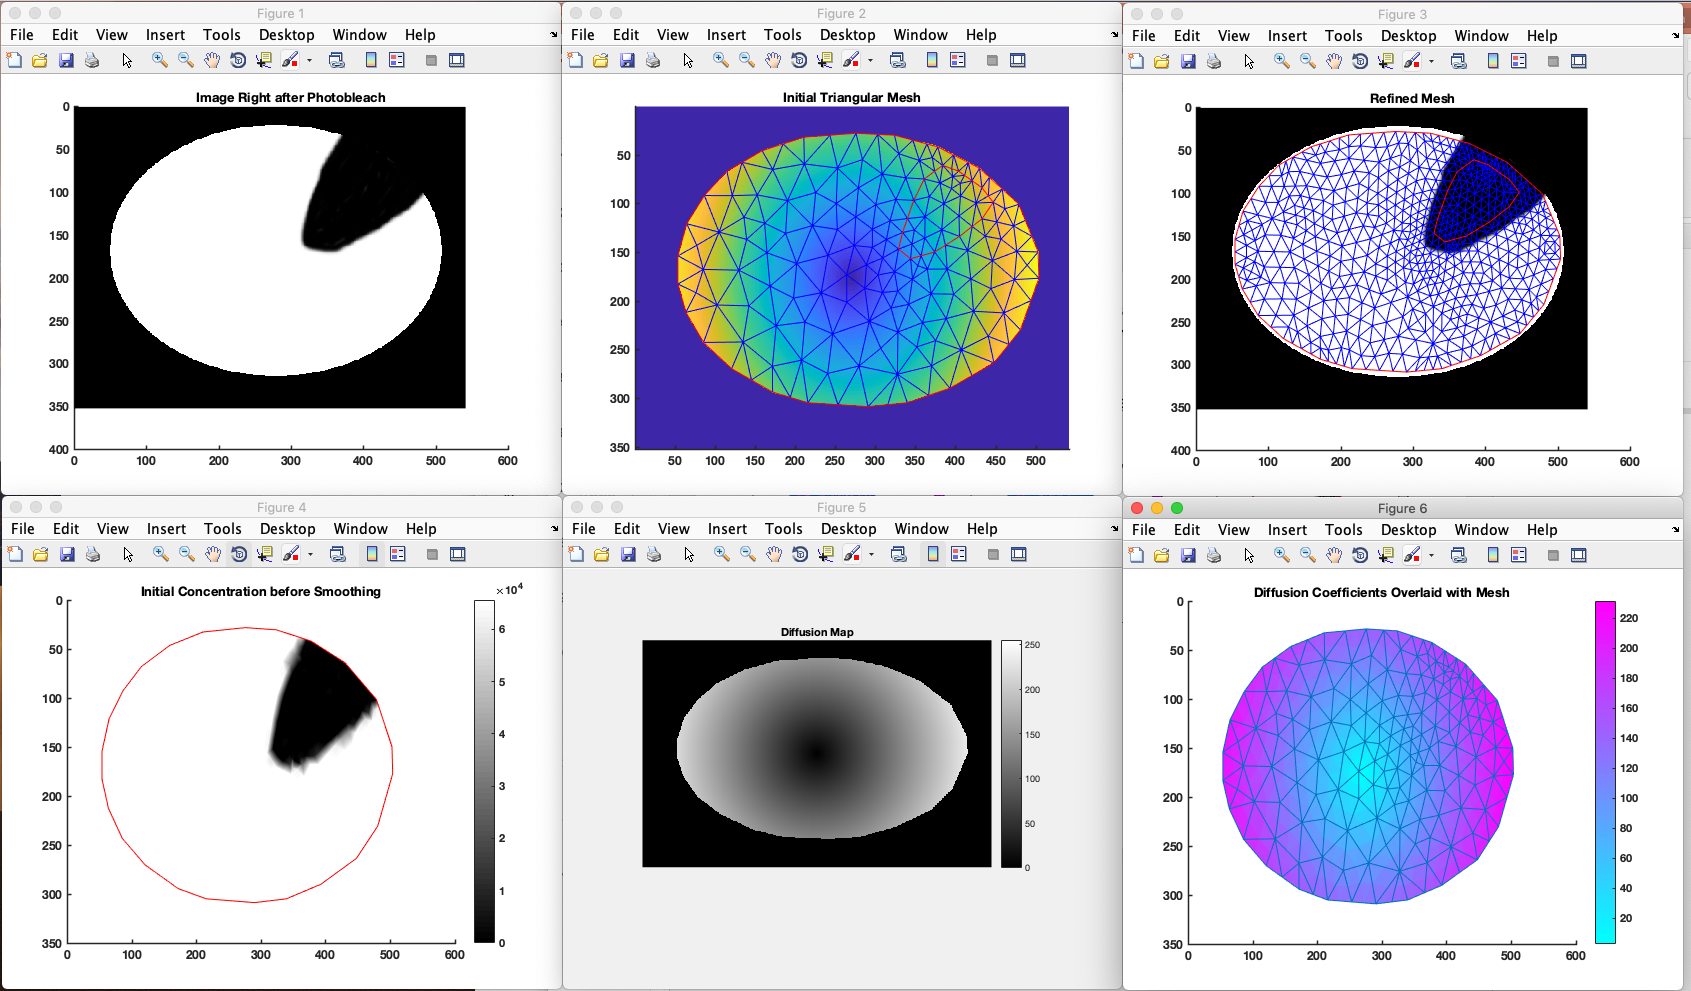 Figure 1
File Edit View Insert Tools Desktop Window Help
Image Right after Photobleach
0
50
100
150
200
250
300
350
400
0 100 200 300 400 500 600
Figure 2
File Edit View Insert Tools Desktop Window Help
Initial Triangular Mesh
50
100
150
200
250
300
350
50 100 150 200 250 300 350 400 450 500
Figure 3
File Edit View Insert Tools Desktop Window Help
Refined Mesh
0
50
100
150
200
250
300
350
400
0 100 200 300 400 500 600
Figure 4
File Edit View Insert Tools Desktop Window Help
Initial Concentration before Smoothing
×10^4
0
50
100
150
200
250
300
350
0 100 200 300 400 500 600
6
5
4
3
2
1
0
Figure 5
File Edit View Insert Tools Desktop Window Help
Diffusion Map
250
200
150
100
50
0
Figure 6
File Edit View Insert Tools Desktop Window Help
Diffusion Coefficients Overlaid with Mesh
0
50
100
150
200
250
300
350
0 100 200 300 400 500 600
220
200
180
160
140
120
100
80
60
40
20